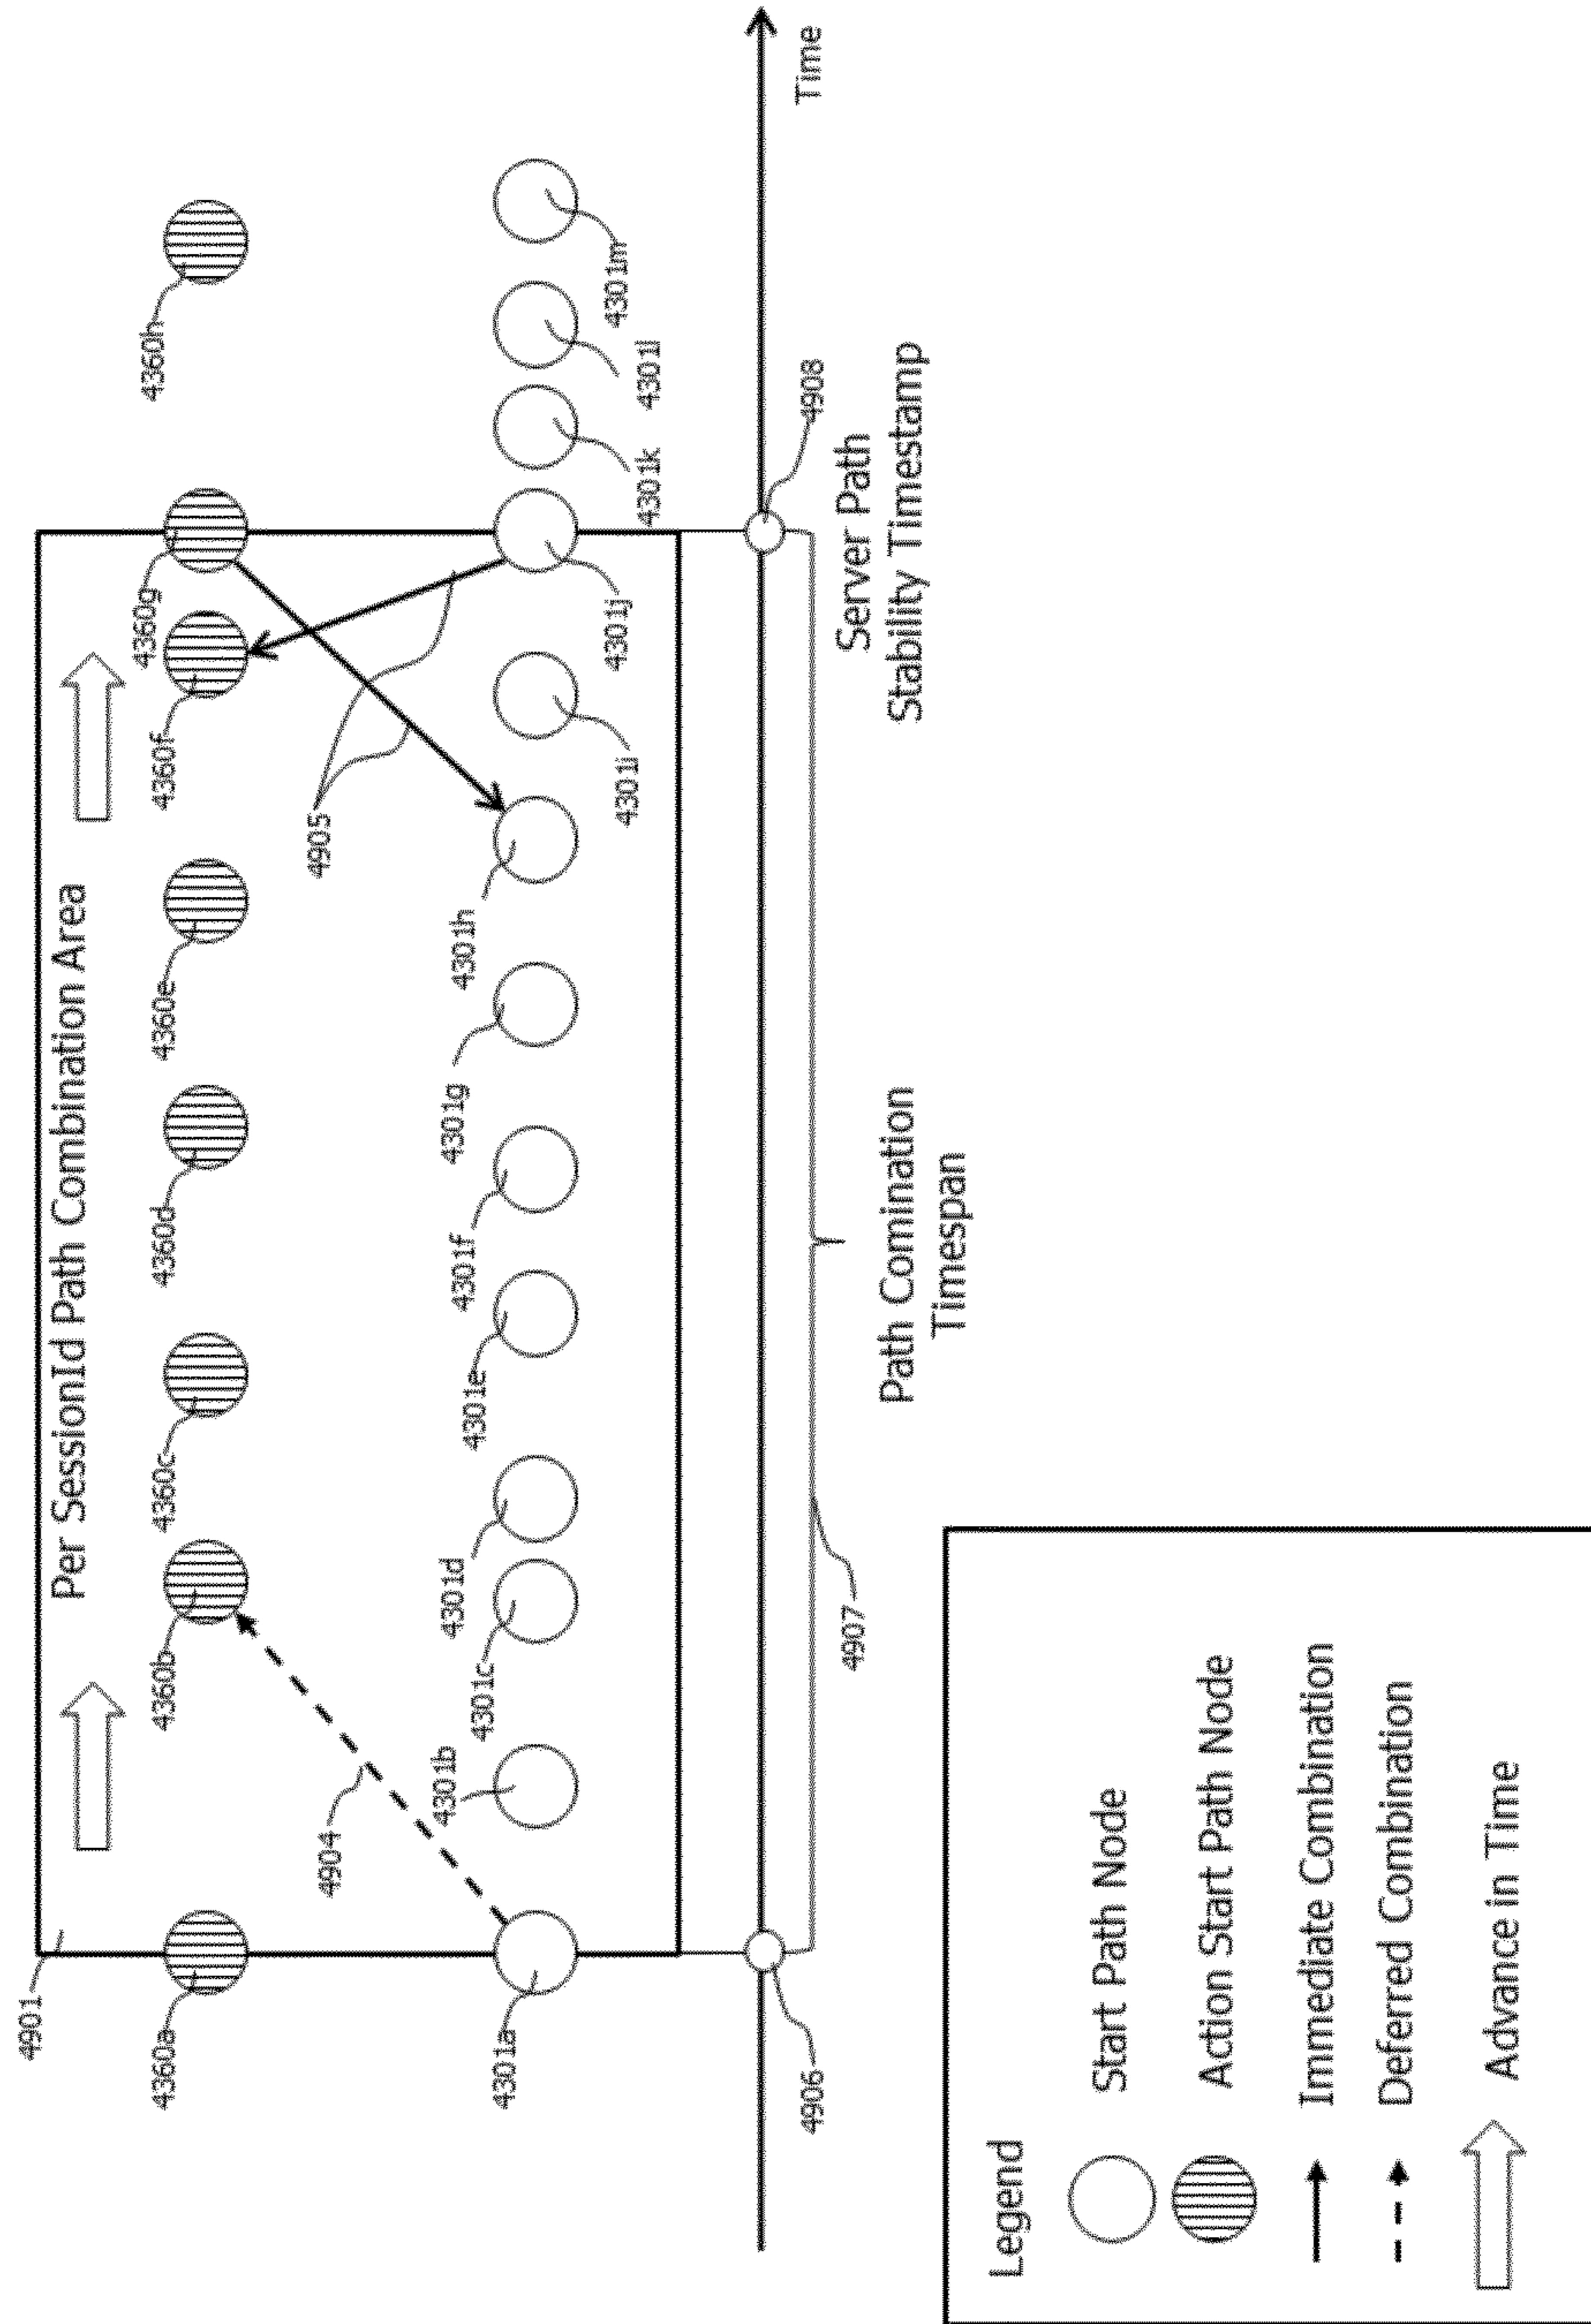 4901
Per SessionId Path Combination Area
4360a
4360b
4360c
4360d
4360e
4360f
4360g
4360h
4904
4905
4301a
4301b
4301c
4301d
4301e
4301f
4301g
4301h
4301i
4301j
4301k
4301l
4301m
Time
4906
4907
4908
Path Comination
Timespan
Server Path
Stability Timestamp
Legend
Start Path Node
Action Start Path Node
Immediate Combination
Deferred Combination
Advance in Time